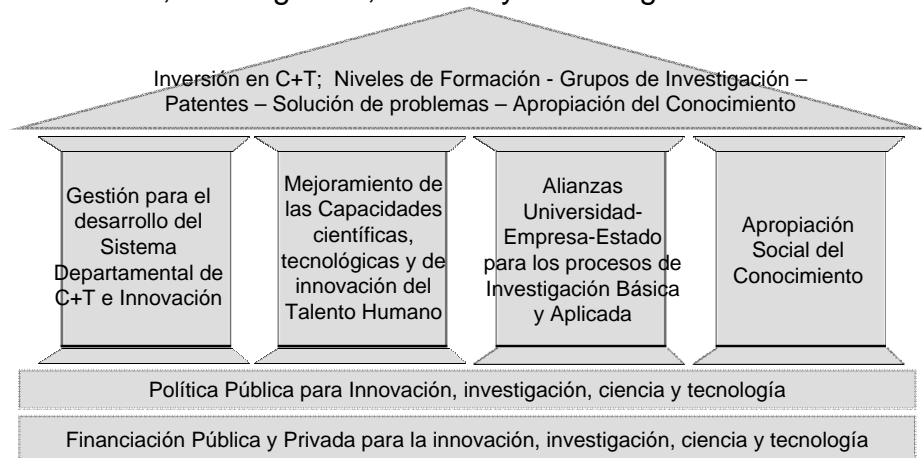 Inversión en C+T; Niveles de Formación - Grupos de Investigación –
Patentes – Solución de problemas – Apropiación del Conocimiento
Gestión para el
desarrollo del
Sistema
Departamental de
C+T e Innovación
Mejoramiento de
las Capacidades
científicas,
tecnológicas y de
innovación del
Talento Humano
Alianzas
Universidad-
Empresa-Estado
para los procesos de
Investigación Básica
y Aplicada
Apropiación
Social del
Conocimiento
Política Pública para Innovación, investigación, ciencia y tecnología
Financiación Pública y Privada para la innovación, investigación, ciencia y tecnología